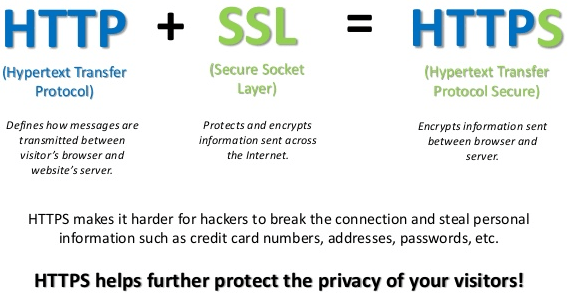 HTTP + SSL = HTTPS
(Hypertext Transfer Protocol)
(Secure Socket Layer)
(Hypertext Transfer Protocol Secure)
Defines how messages are
transmitted between
visitor's browser and
website's server.
Protects and encrypts
information sent across
the Internet.
Encrypts information sent
between browser and
server.
HTTPS makes it harder for hackers to break the connection and steal personal
information such as credit card numbers, addresses, passwords, etc.
HTTPS helps further protect the privacy of your visitors!